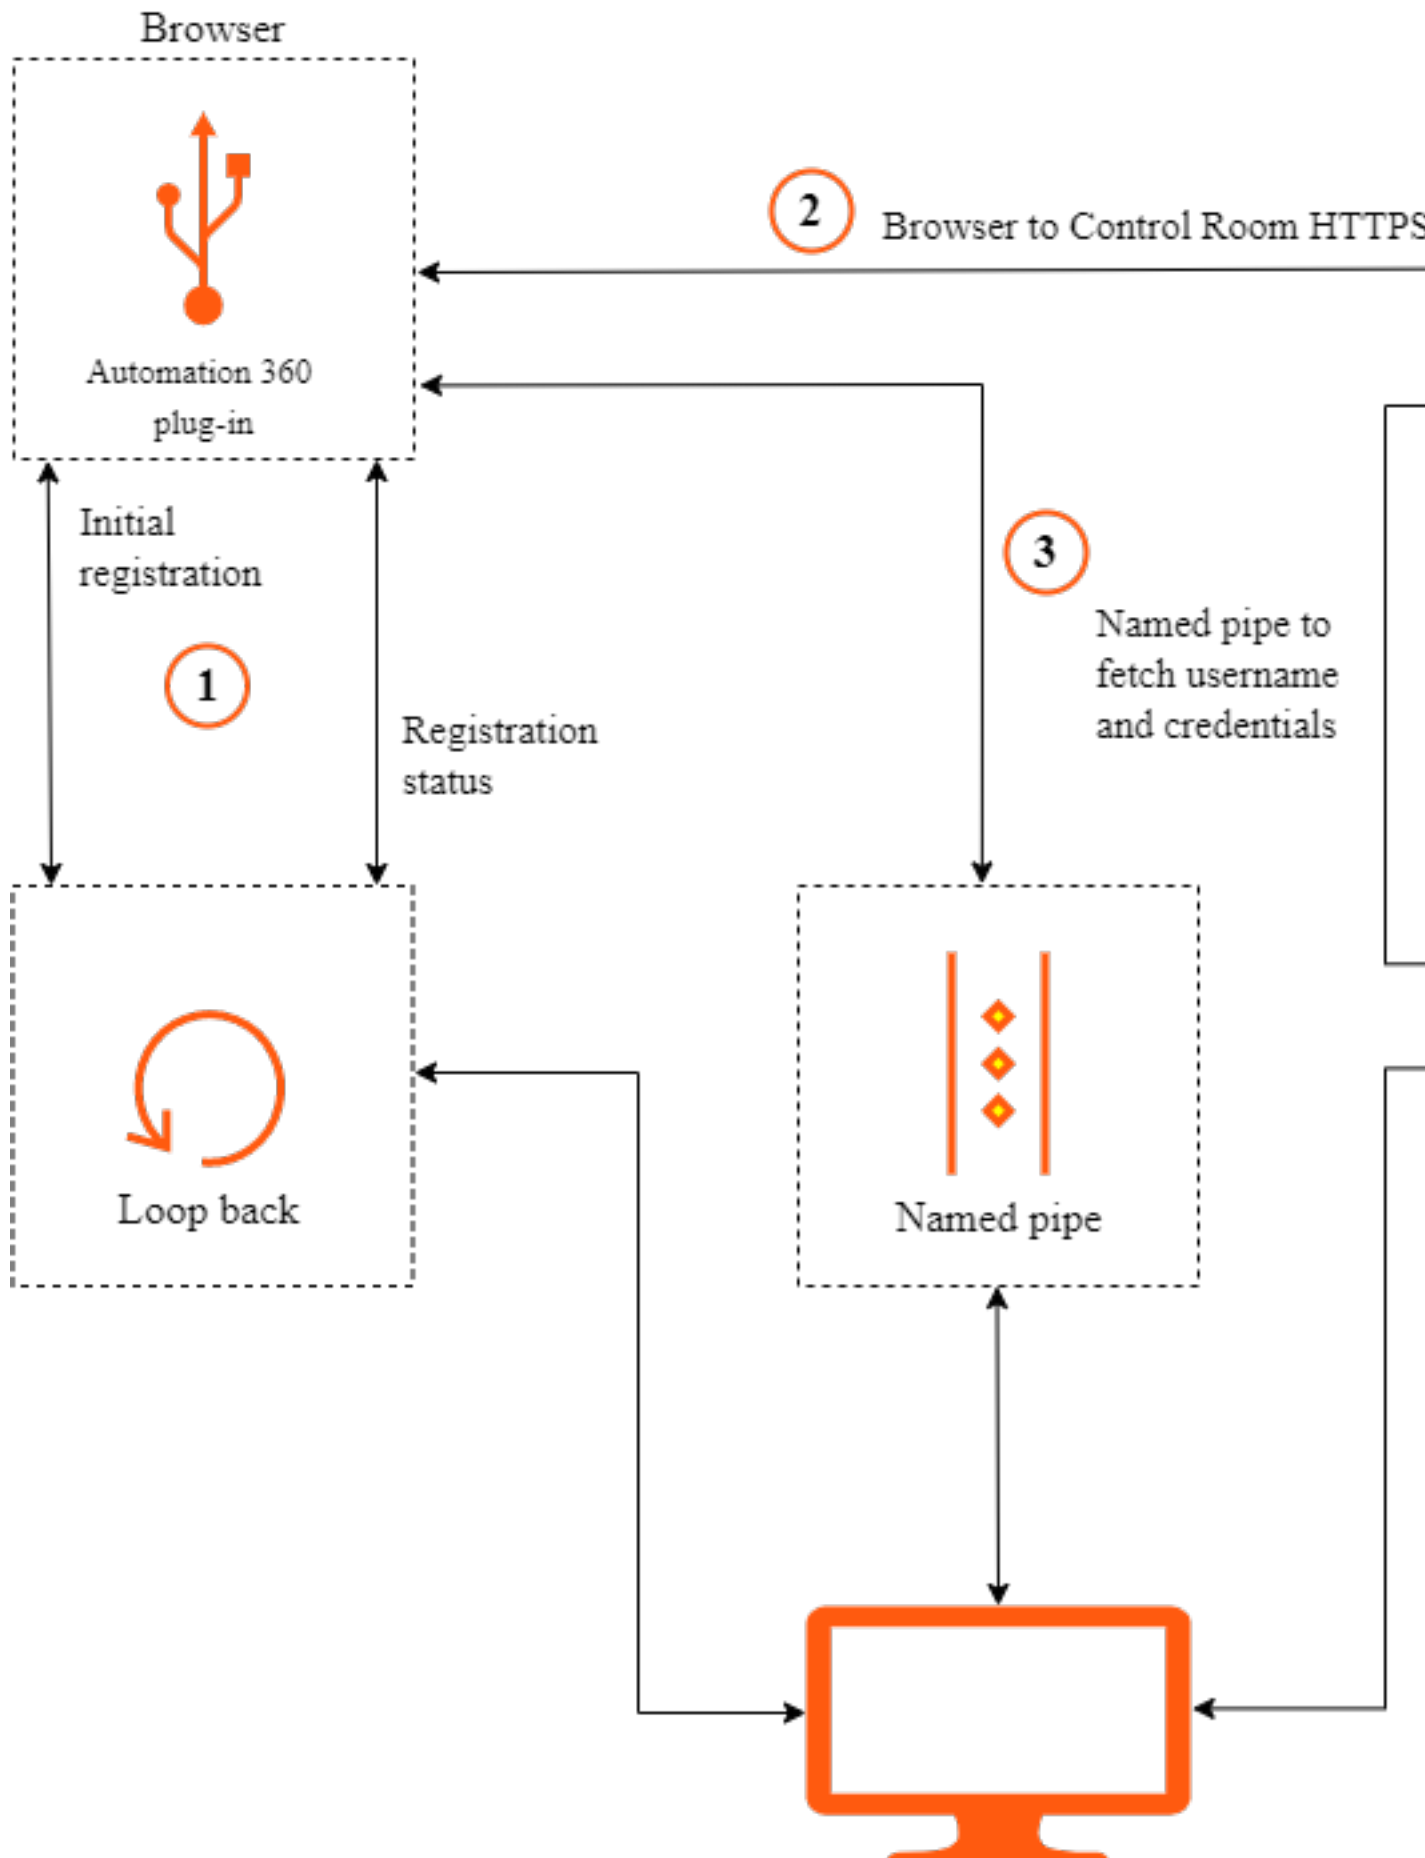 Browser
2
Browser to Control Room HTTPS
Automation 360
plug-in
Initial
registration
3
Named pipe to
fetch username
and credentials
1
Registration
status
Loop back
Named pipe